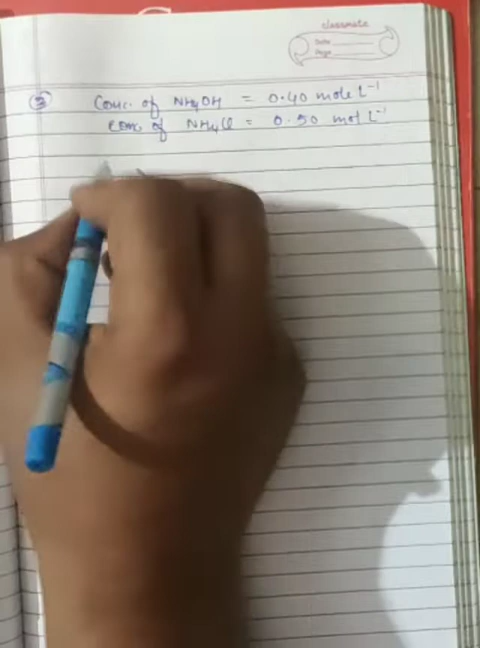 classmate
Date
Page
③ Conc. of NH4OH = 0.40 mole L⁻¹
Conc of NH4Cl = 0.50 mol L⁻¹